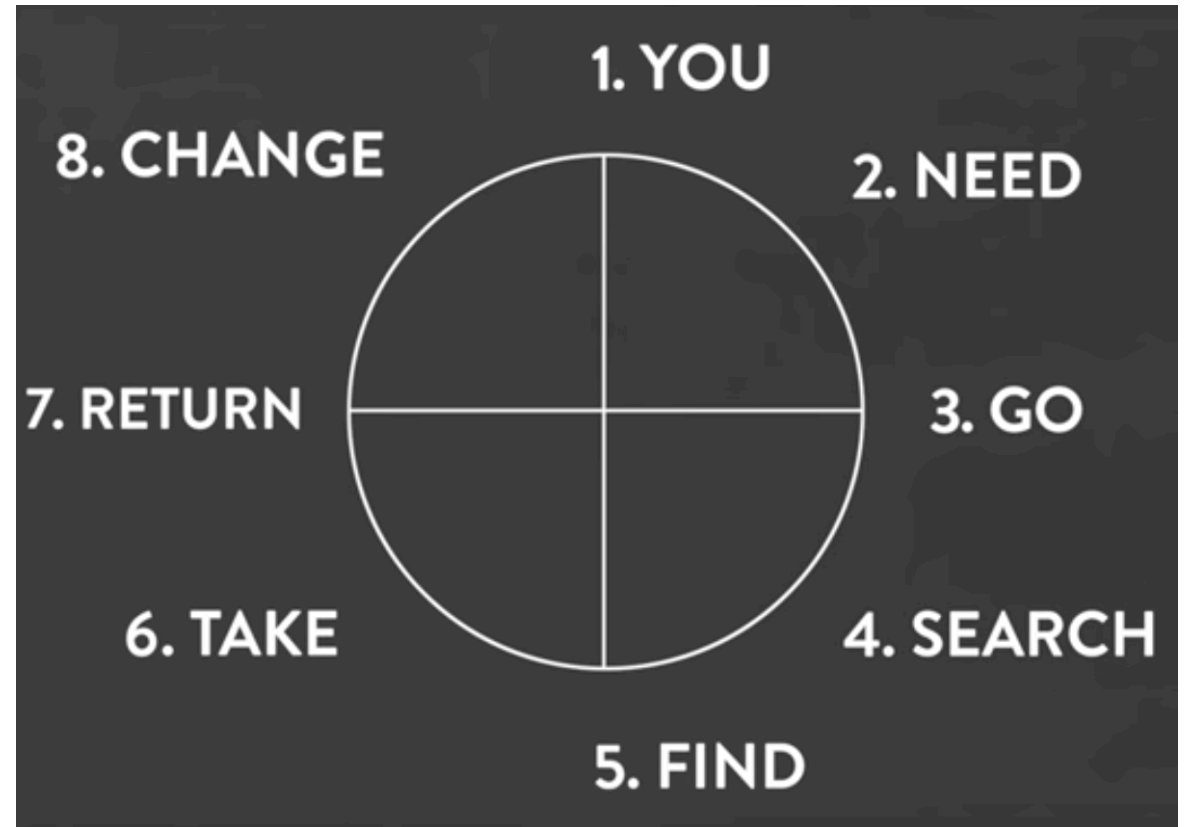 1. YOU
2. NEED
3. GO
4. SEARCH
5. FIND
6. TAKE
7. RETURN
8. CHANGE